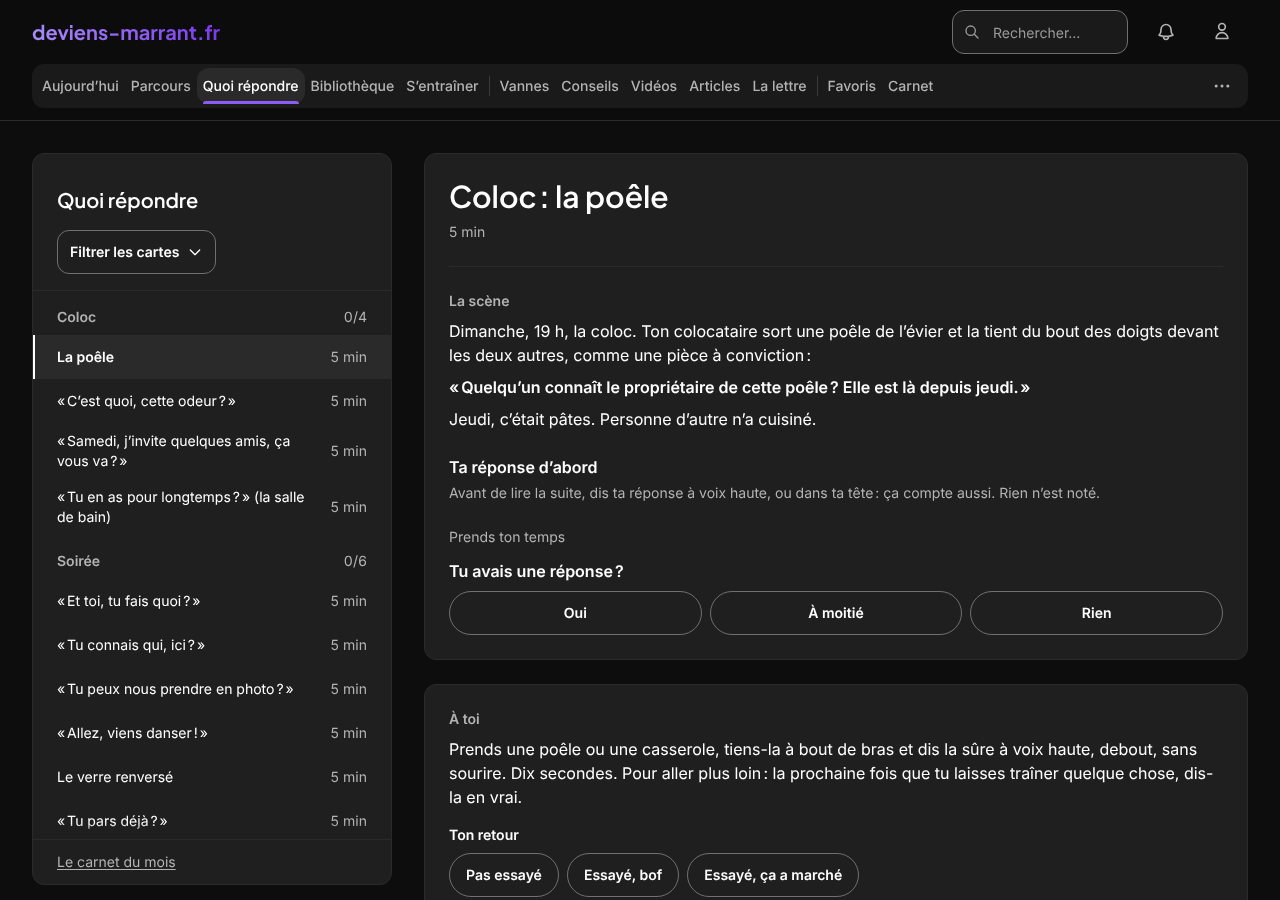 deviens-marrant.fr
Rechercher...
Aujourd’hui Parcours Quoi répondre Bibliothèque S’entraîner Vannes Conseils Vidéos Articles La lettre Favoris Carnet
Quoi répondre
Filtrer les cartes
Coloc 0/4
La poêle 5 min
« C’est quoi, cette odeur ? » 5 min
« Samedi, j’invite quelques amis, ça
vous va ? » 5 min
« Tu en as pour longtemps ? » (la salle
de bain) 5 min
Soirée 0/6
« Et toi, tu fais quoi ? » 5 min
« Tu connais qui, ici ? » 5 min
« Tu peux nous prendre en photo ? » 5 min
« Allez, viens danser ! » 5 min
Le verre renversé 5 min
« Tu pars déjà ? » 5 min
Le carnet du mois
Coloc : la poêle
5 min
La scène
Dimanche, 19 h, la coloc. Ton colocataire sort une poêle de l’évier et la tient du bout des doigts devant
les deux autres, comme une pièce à conviction :
« Quelqu’un connaît le propriétaire de cette poêle ? Elle est là depuis jeudi. »
Jeudi, c’était pâtes. Personne d’autre n’a cuisiné.
Ta réponse d’abord
Avant de lire la suite, dis ta réponse à voix haute, ou dans ta tête : ça compte aussi. Rien n’est noté.
Prends ton temps
Tu avais une réponse ?
Oui À moitié Rien
À toi
Prends une poêle ou une casserole, tiens-la à bout de bras et dis la sûre à voix haute, debout, sans
sourire. Dix secondes. Pour aller plus loin : la prochaine fois que tu laisses traîner quelque chose, dis-
la en vrai.
Ton retour
Pas essayé Essayé, bof Essayé, ça a marché